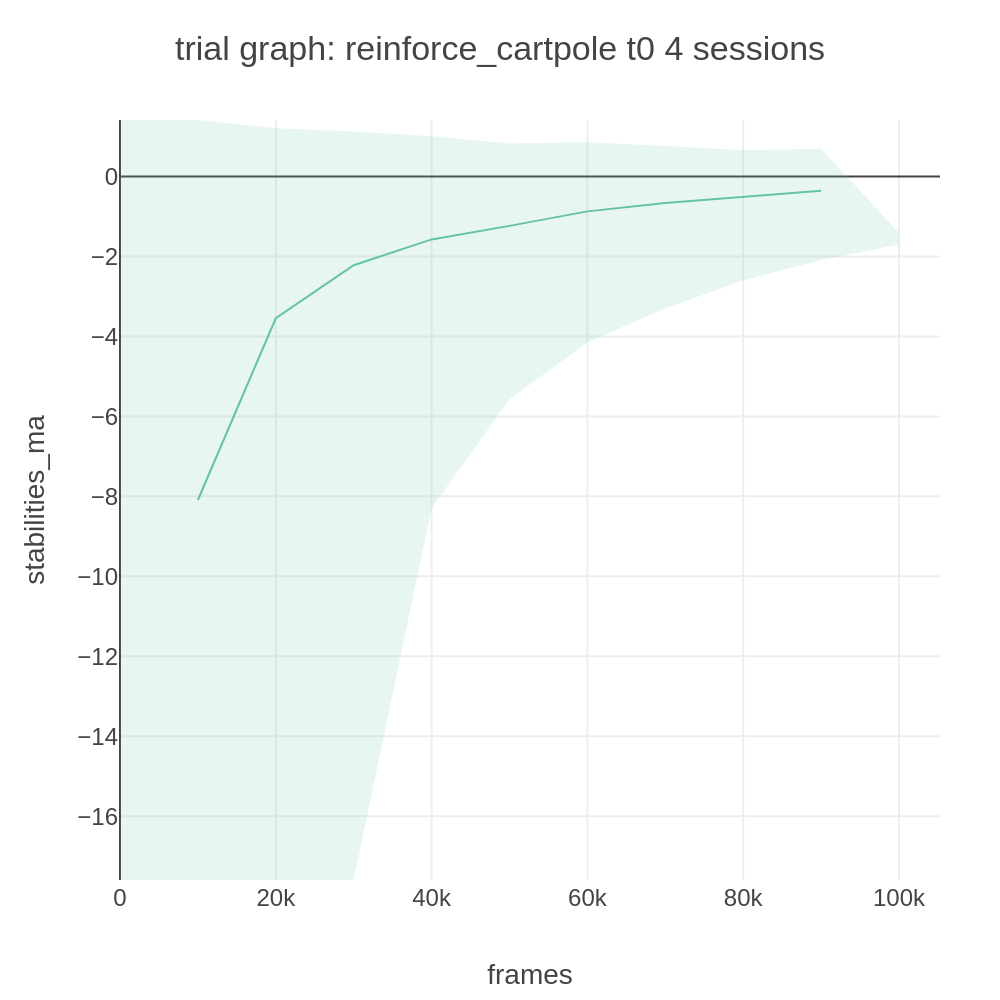 trial graph: reinforce_cartpole t0 4 sessions
stabilities_ma
0
−2
−4
−6
−8
−10
−12
−14
−16
0 20k 40k 60k 80k 100k
frames